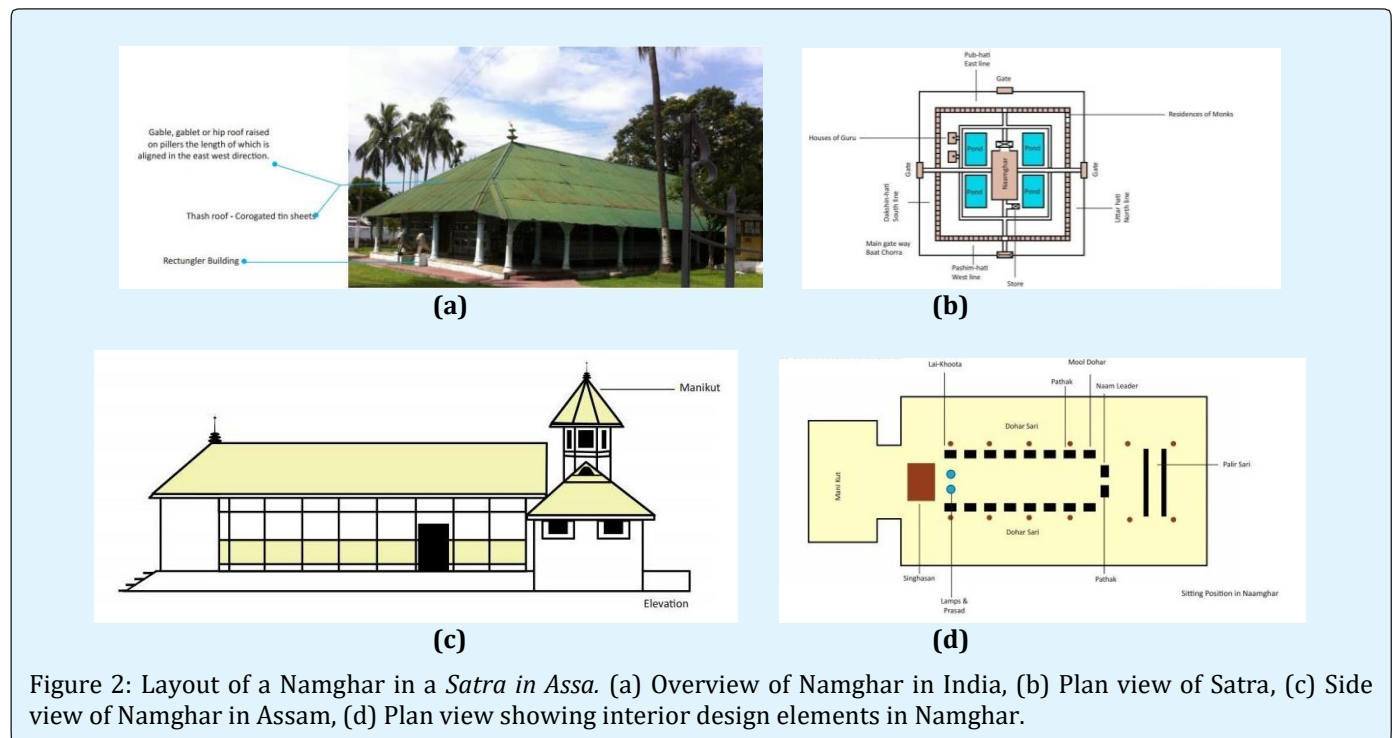 Gable, gablet or hip roof raised
on pillers the length of which is
aligned in the east west direction.
Thash roof - Corogated tin sheets
Rectungler Building
(a)
Pub-hati
East line
Gate
Residences of Monks
Houses of Guru
Pond
Pond
Naamghar
Gate
Gate
Pond
Pond
Dakshin-hati
South line
Uttar hati
North line
Main gate way
Baat Chorra
Pashim-hati
West line
Store
(b)
Manikut
Elevation
(c)
Lai-Khoota
Mool Dohar
Pathak
Naam Leader
Dohar Sari
Palir Sari
Mani Kut
Dohar Sari
Singhasan
Lamps &
Prasad
Pathak
Sitting Position in Naamghar
(d)
Figure 2: Layout of a Namghar in a Satra in Assa. (a) Overview of Namghar in India, (b) Plan view of Satra, (c) Side
view of Namghar in Assam, (d) Plan view showing interior design elements in Namghar.